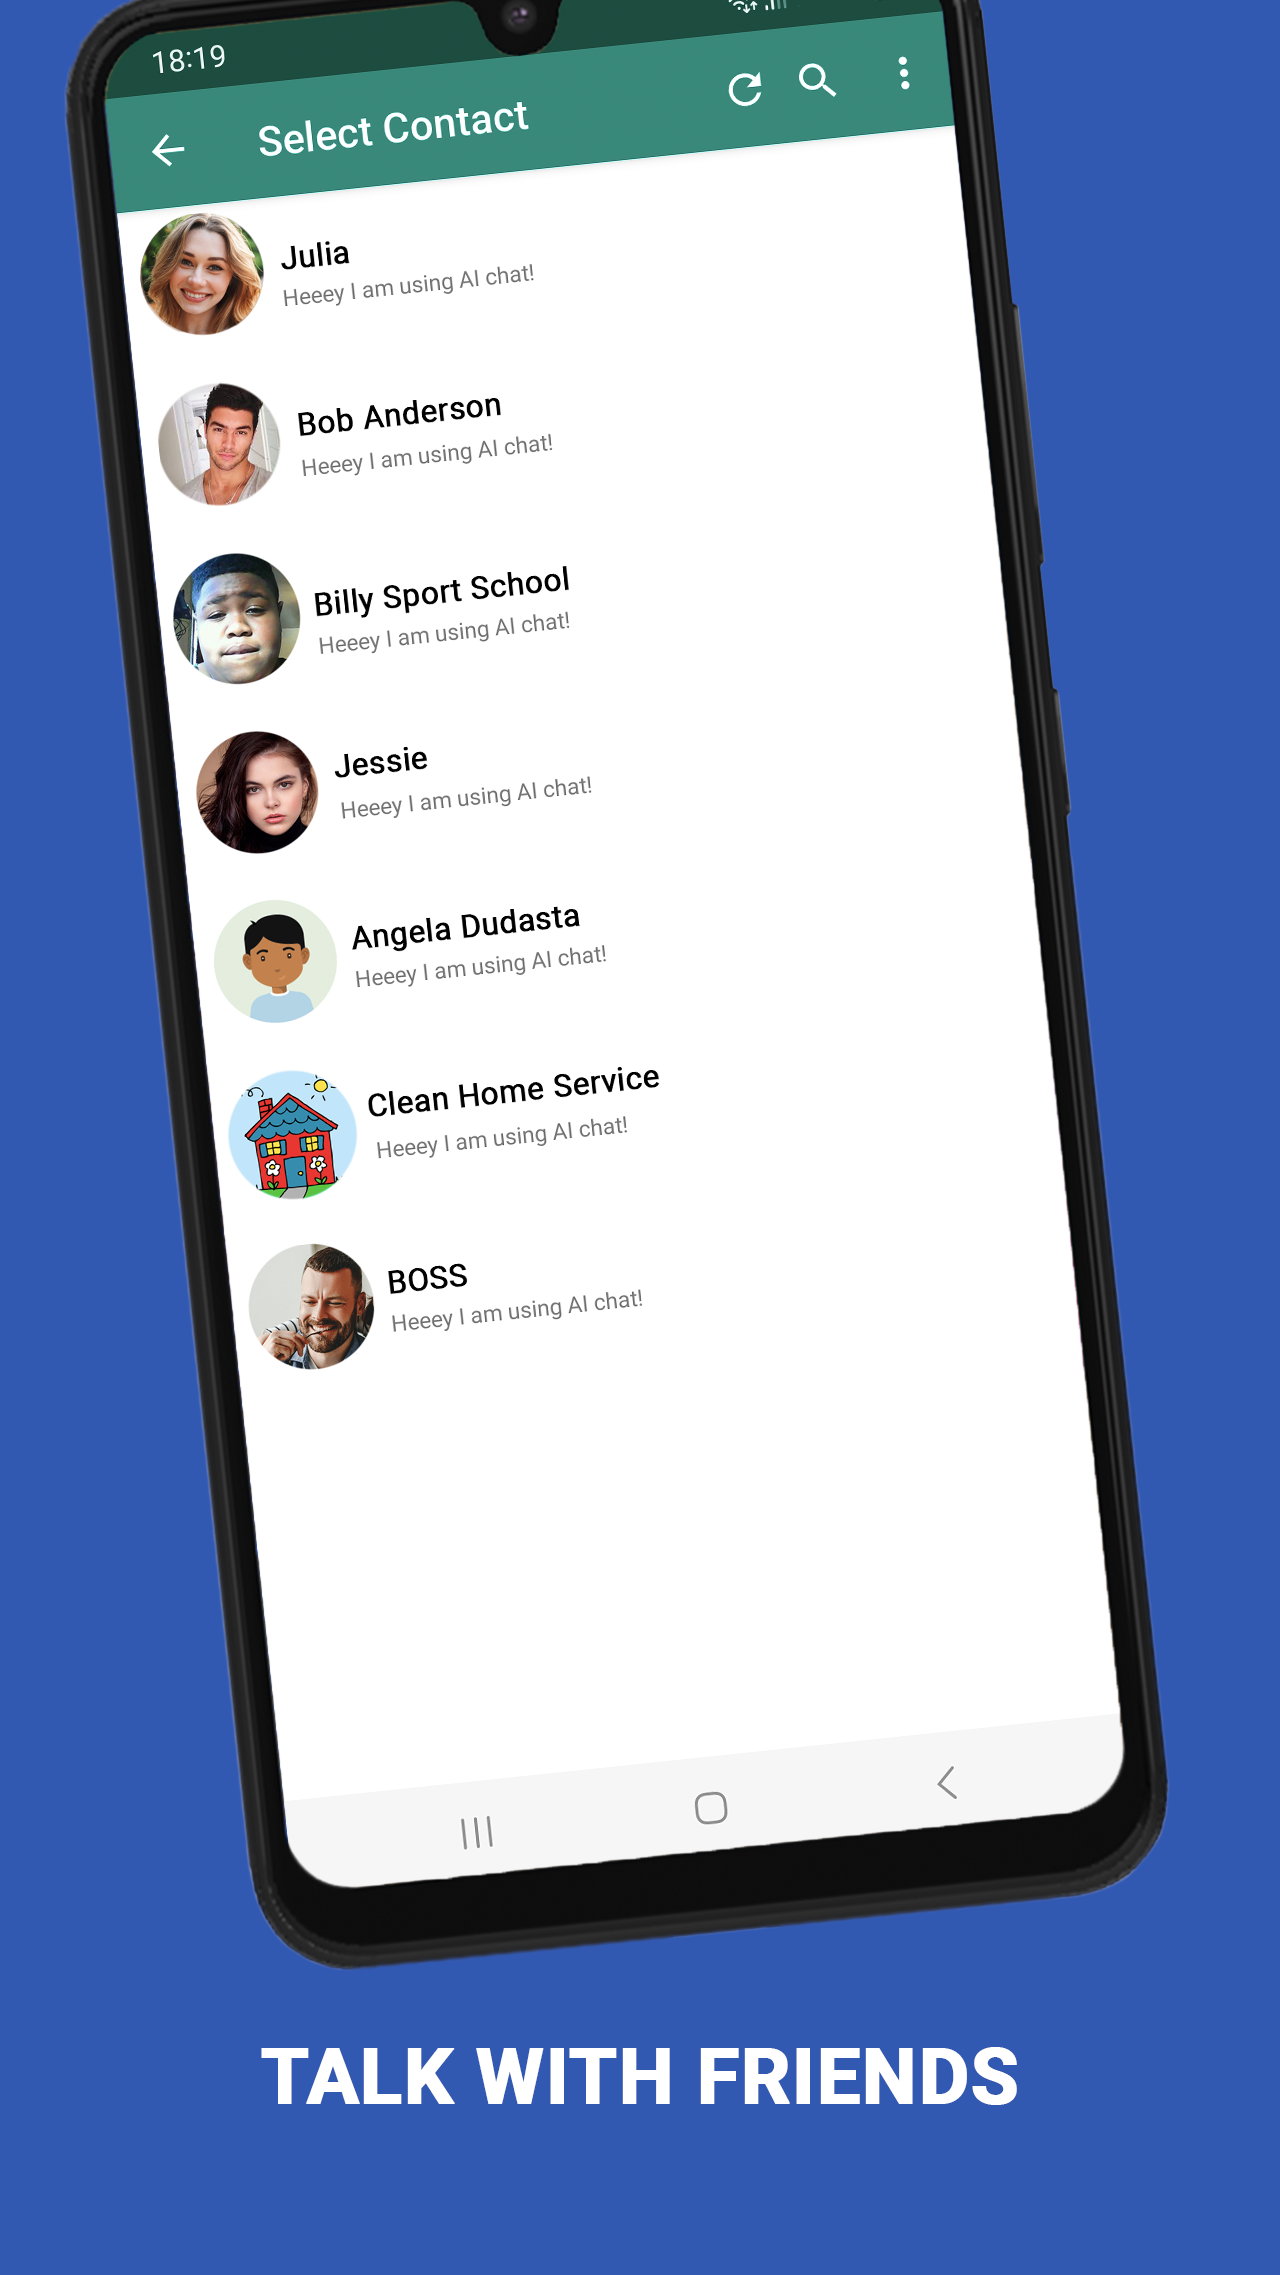 18:19
Select Contact
Julia
Heeey I am using AI chat!
Bob Anderson
Heeey I am using AI chat!
Billy Sport School
Heeey I am using AI chat!
Jessie
Heeey I am using AI chat!
Angela Dudasta
Heeey I am using AI chat!
Clean Home Service
Heeey I am using AI chat!
BOSS
Heeey I am using AI chat!
TALK WITH FRIENDS